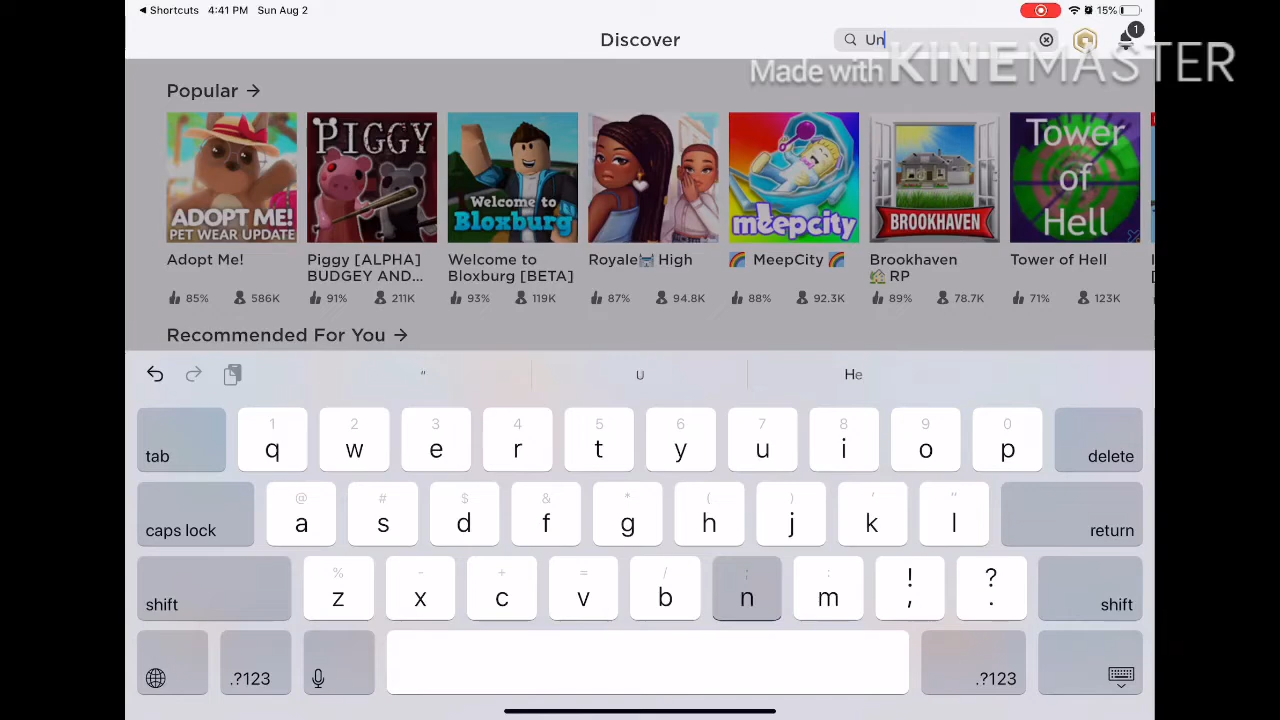 Shortcuts 4:41 PM Sun Aug 2 15%
Discover
Un
1
Made with KINEMASTER
Popular →
ADOPT ME!
PET WEAR UPDATE
PIGGY
Welcome to
Bloxburg
meepcity
BROOKHAVEN
Tower
of
Hell
Adopt Me!
Piggy [ALPHA]
BUDGEY AND...
Welcome to
Bloxburg [BETA]
Royale🏰 High
🌈 MeepCity 🌈
Brookhaven
🏡RP
Tower of Hell
85% 586K
91% 211K
93% 119K
87% 94.8K
88% 92.3K
89% 78.7K
71% 123K
Recommended For You →
" U He
1 2 3 4 5 6 7 8 9 0
tab q w e r t y u i o p delete
@ # $ & * ( ) ' "
caps lock a s d f g h j k l return
% - + = / ; : ! ?
shift z x c v b n m , . shift
.?123 .?123